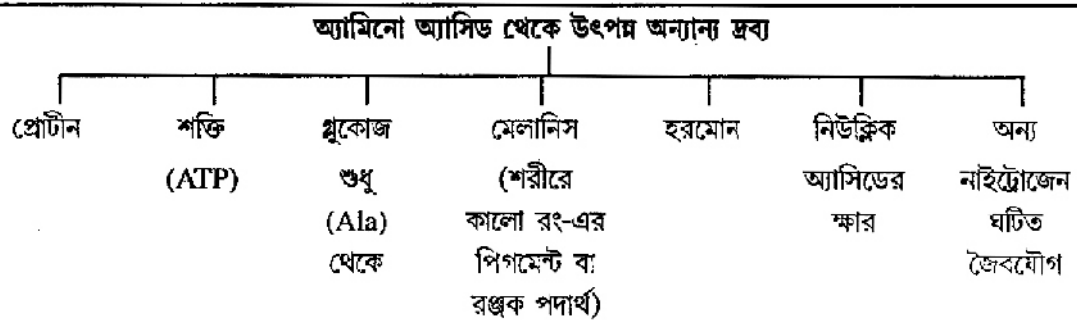 অ্যামিনো অ্যাসিড থেকে উৎপন্ন অন্যান্য দ্রব্য
প্রোটীন শক্তি গ্লুকোজ মেলানিস হরমোন নিউক্লিক অন্য
(ATP) শুধু (শরীরে অ্যাসিডের নাইট্রোজেন
(Ala) কালো রং-এর ক্ষার ঘটিত
থেকে পিগমেন্ট বা জৈবযৌগ
রঞ্জক পদার্থ)